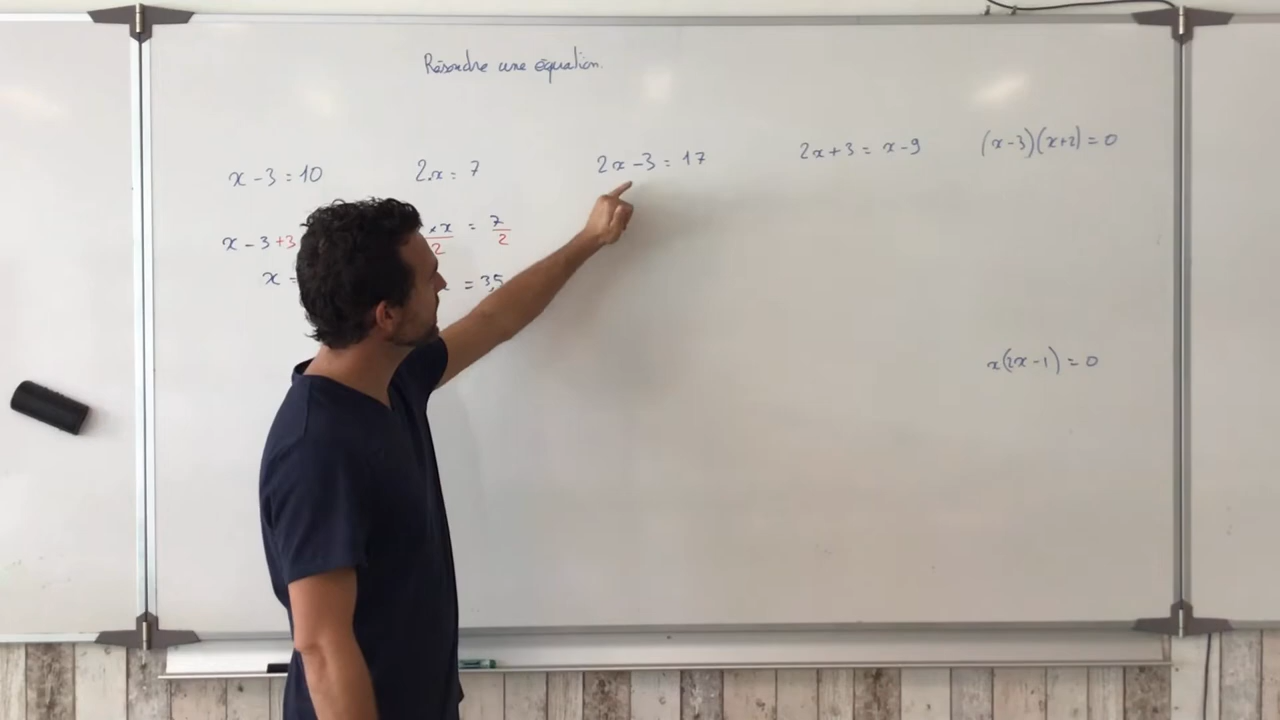 Résoudre une équation.
x - 3 = 10
x - 3 + 3
x =
2x = 7
× x / 2 = 7 / 2
= 3,5
2x - 3 = 17
2x + 3 = x - 9
(x - 3)(x + 2) = 0
x(2x - 1) = 0